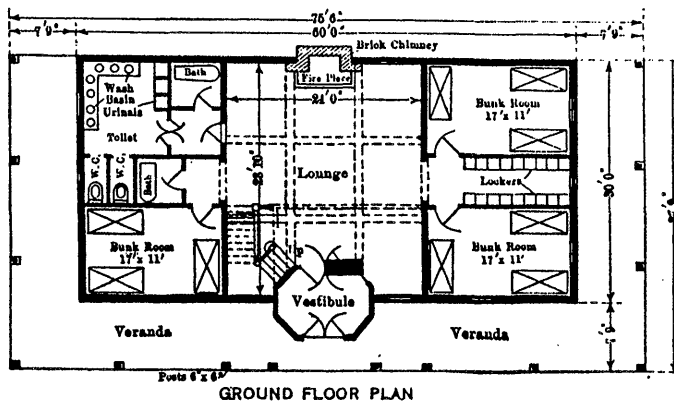 75'6"
7'9"
60'0"
7'9"
Brick Chimney
Fire Place
Wash
Basin
Urinals
Bath
24'0"
Bunk Room
17'x 11'
Toilet
W.C.
W.C.
Bath
Lounge
Lockers
30'0"
Bunk Room
17'x 11'
Up
Bunk Room
17'x 11'
Vestibule
Veranda
Veranda
7'9"
Posts 6"x 6"
GROUND FLOOR PLAN